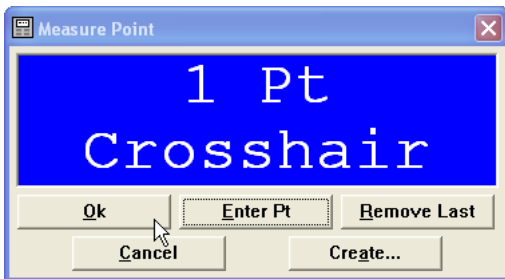 Measure Point
1 Pt
Crosshair
Ok Enter Pt Remove Last
Cancel Create...